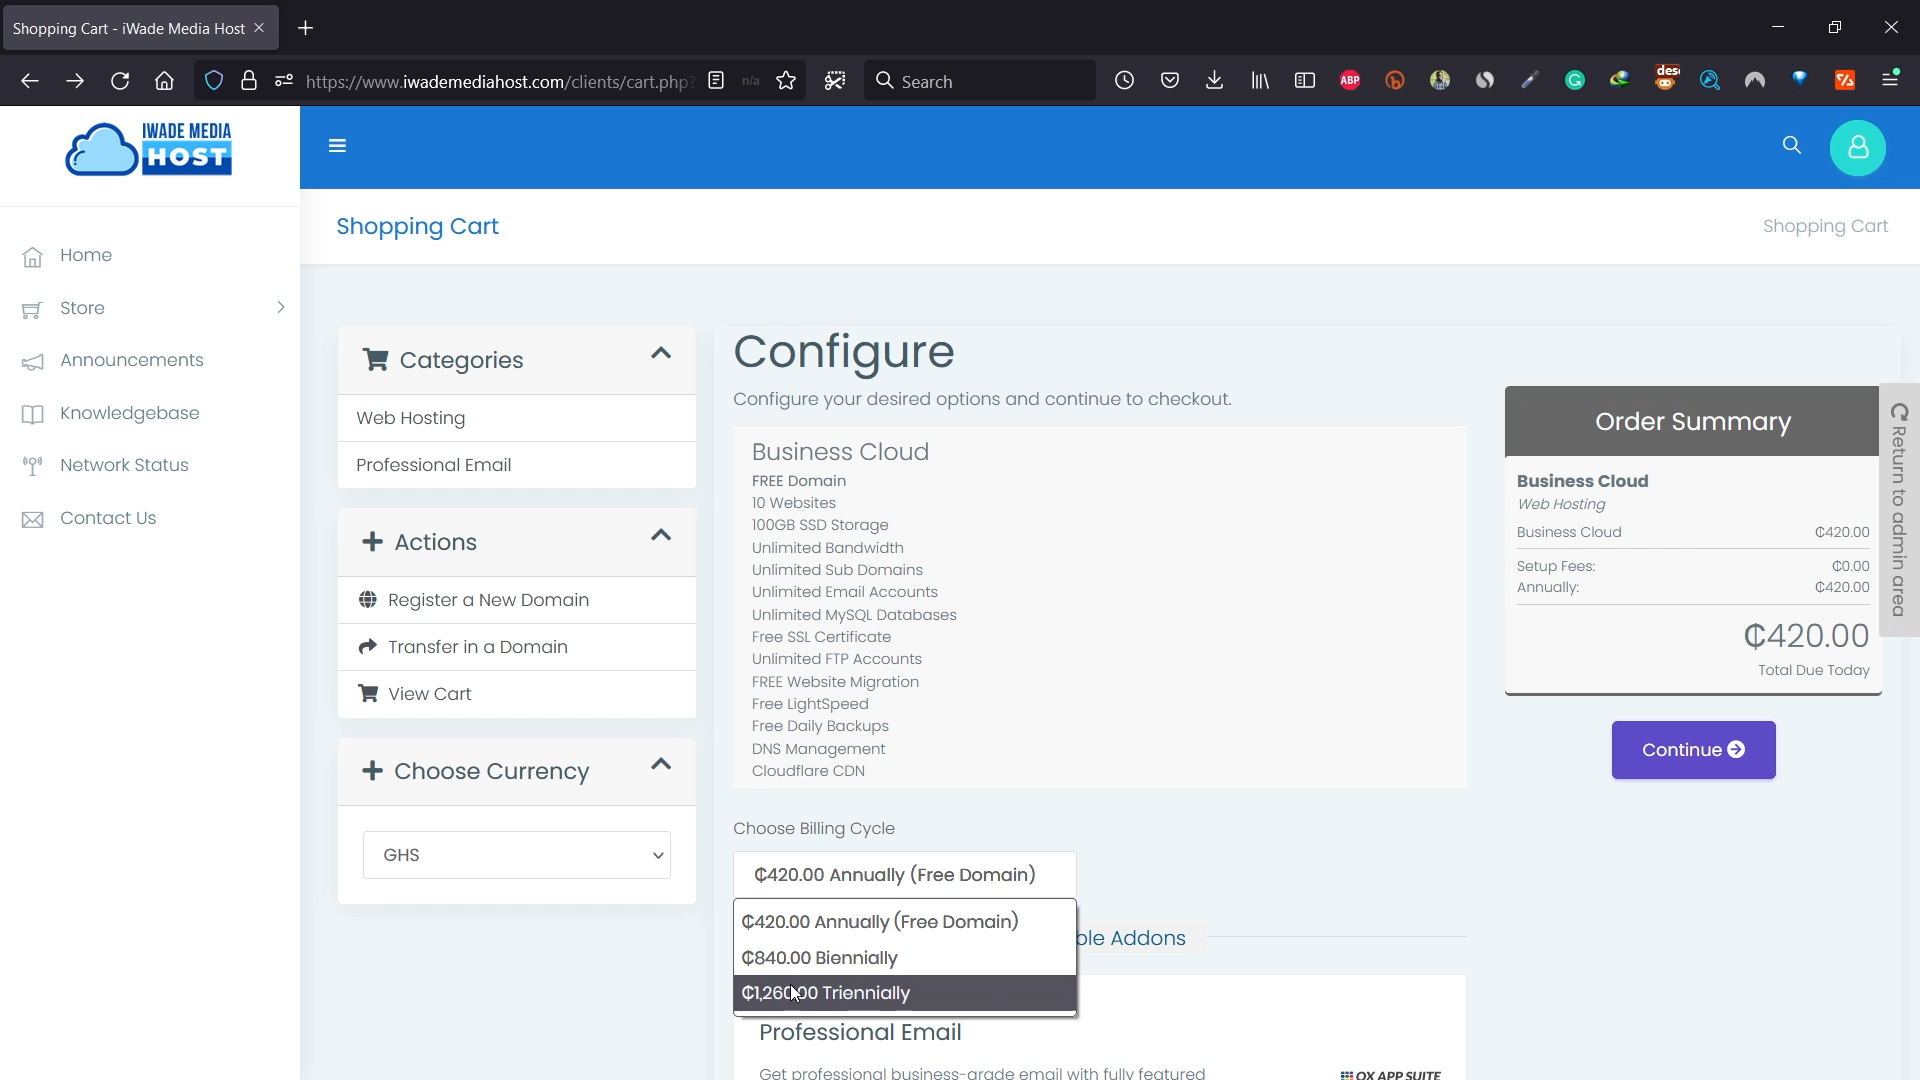 Shopping Cart - iWade Media Host
https://www.iwademediahost.com/clients/cart.php?
n/a
Search
ABP
desc
IWADE MEDIA
HOST
Shopping Cart
Shopping Cart
Home
Store
Announcements
Knowledgebase
Network Status
Contact Us
Categories
Web Hosting
Professional Email
Actions
Register a New Domain
Transfer in a Domain
View Cart
Choose Currency
GHS
Configure
Configure your desired options and continue to checkout.
Business Cloud
FREE Domain
10 Websites
100GB SSD Storage
Unlimited Bandwidth
Unlimited Sub Domains
Unlimited Email Accounts
Unlimited MySQL Databases
Free SSL Certificate
Unlimited FTP Accounts
FREE Website Migration
Free LightSpeed
Free Daily Backups
DNS Management
Cloudflare CDN
Choose Billing Cycle
₵420.00 Annually (Free Domain)
₵420.00 Annually (Free Domain)
₵840.00 Biennially
₵1,260.00 Triennially
ble Addons
Professional Email
Get professional business-grade email with fully featured
OX APP SUITE
Order Summary
Business Cloud
Web Hosting
Business Cloud ₵420.00
Setup Fees: ₵0.00
Annually: ₵420.00
₵420.00
Total Due Today
Continue
Return to admin area